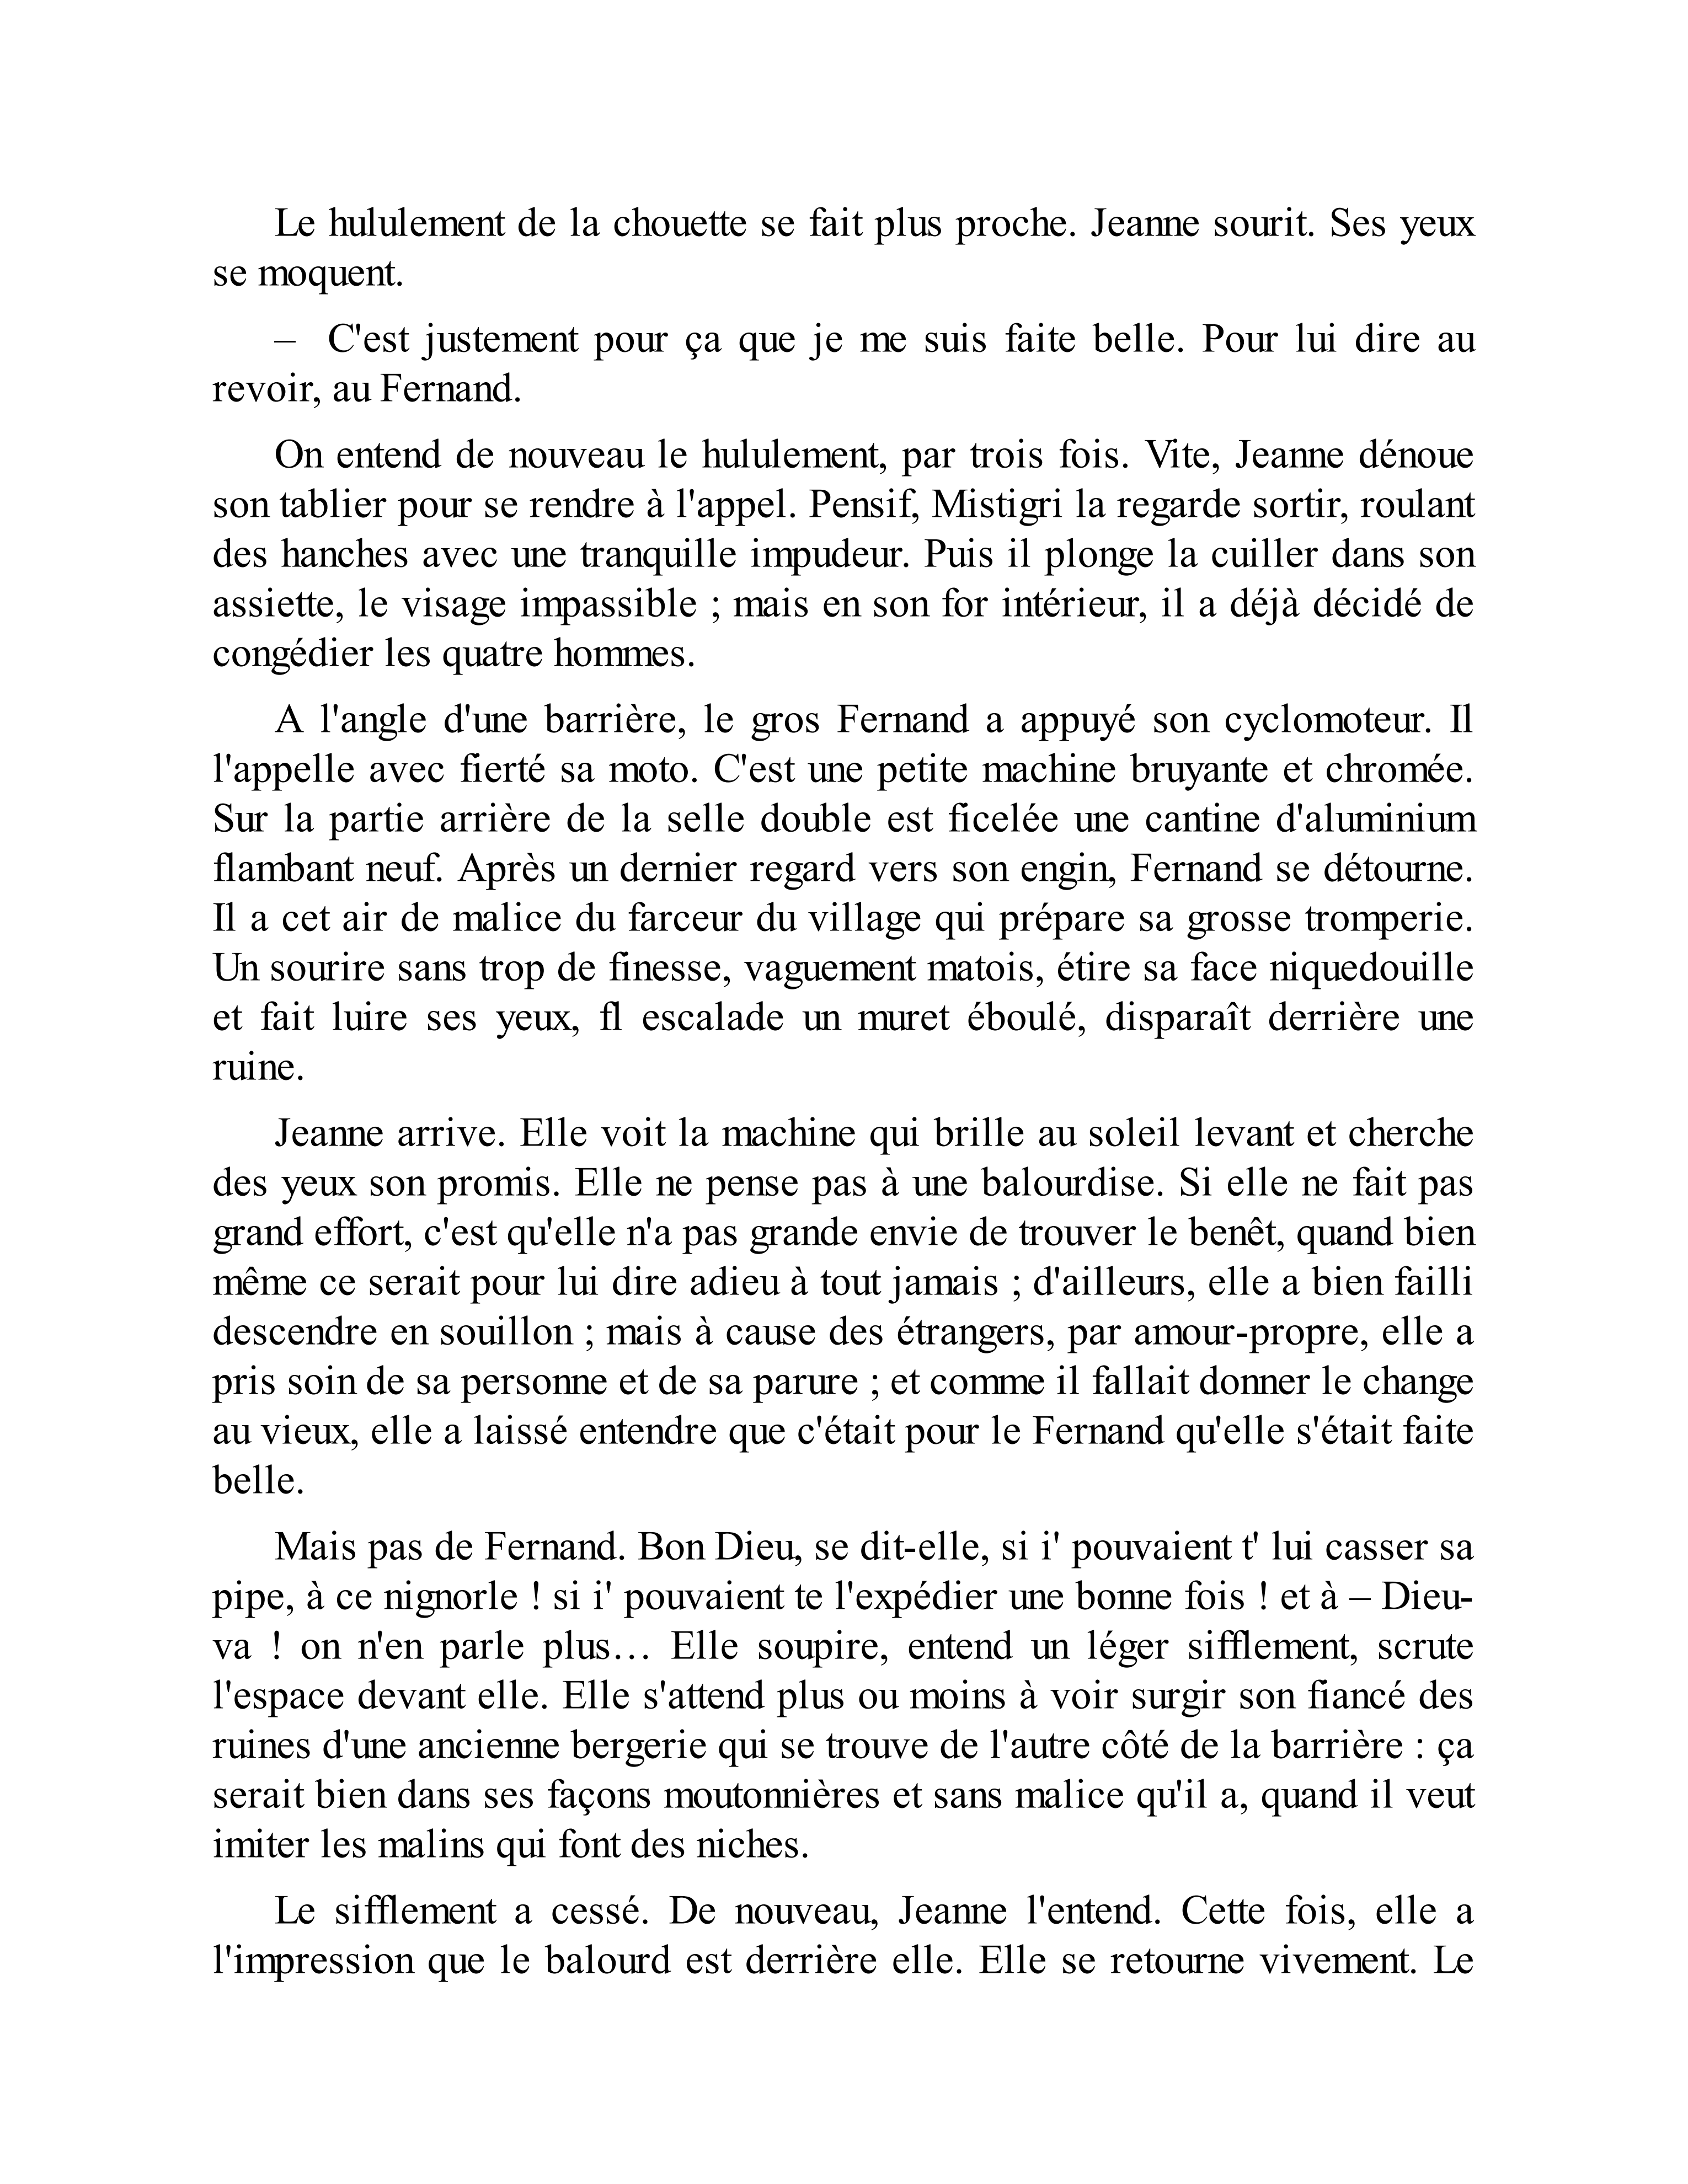 Le hululement de la chouette se fait plus proche. Jeanne sourit. Ses yeux
se moquent.
– C'est justement pour ça que je me suis faite belle. Pour lui dire au
revoir, au Fernand.
On entend de nouveau le hululement, par trois fois. Vite, Jeanne dénoue
son tablier pour se rendre à l'appel. Pensif, Mistigri la regarde sortir, roulant
des hanches avec une tranquille impudeur. Puis il plonge la cuiller dans son
assiette, le visage impassible ; mais en son for intérieur, il a déjà décidé de
congédier les quatre hommes.
A l'angle d'une barrière, le gros Fernand a appuyé son cyclomoteur. Il
l'appelle avec fierté sa moto. C'est une petite machine bruyante et chromée.
Sur la partie arrière de la selle double est ficelée une cantine d'aluminium
flambant neuf. Après un dernier regard vers son engin, Fernand se détourne.
Il a cet air de malice du farceur du village qui prépare sa grosse tromperie.
Un sourire sans trop de finesse, vaguement matois, étire sa face niquedouille
et fait luire ses yeux, fl escalade un muret éboulé, disparaît derrière une
ruine.
Jeanne arrive. Elle voit la machine qui brille au soleil levant et cherche
des yeux son promis. Elle ne pense pas à une balourdise. Si elle ne fait pas
grand effort, c'est qu'elle n'a pas grande envie de trouver le benêt, quand bien
même ce serait pour lui dire adieu à tout jamais ; d'ailleurs, elle a bien failli
descendre en souillon ; mais à cause des étrangers, par amour-propre, elle a
pris soin de sa personne et de sa parure ; et comme il fallait donner le change
au vieux, elle a laissé entendre que c'était pour le Fernand qu'elle s'était faite
belle.
Mais pas de Fernand. Bon Dieu, se dit-elle, si i' pouvaient t' lui casser sa
pipe, à ce nignorle ! si i' pouvaient te l'expédier une bonne fois ! et à – Dieu-
va ! on n'en parle plus… Elle soupire, entend un léger sifflement, scrute
l'espace devant elle. Elle s'attend plus ou moins à voir surgir son fiancé des
ruines d'une ancienne bergerie qui se trouve de l'autre côté de la barrière : ça
serait bien dans ses façons moutonnières et sans malice qu'il a, quand il veut
imiter les malins qui font des niches.
Le sifflement a cessé. De nouveau, Jeanne l'entend. Cette fois, elle a
l'impression que le balourd est derrière elle. Elle se retourne vivement. Le